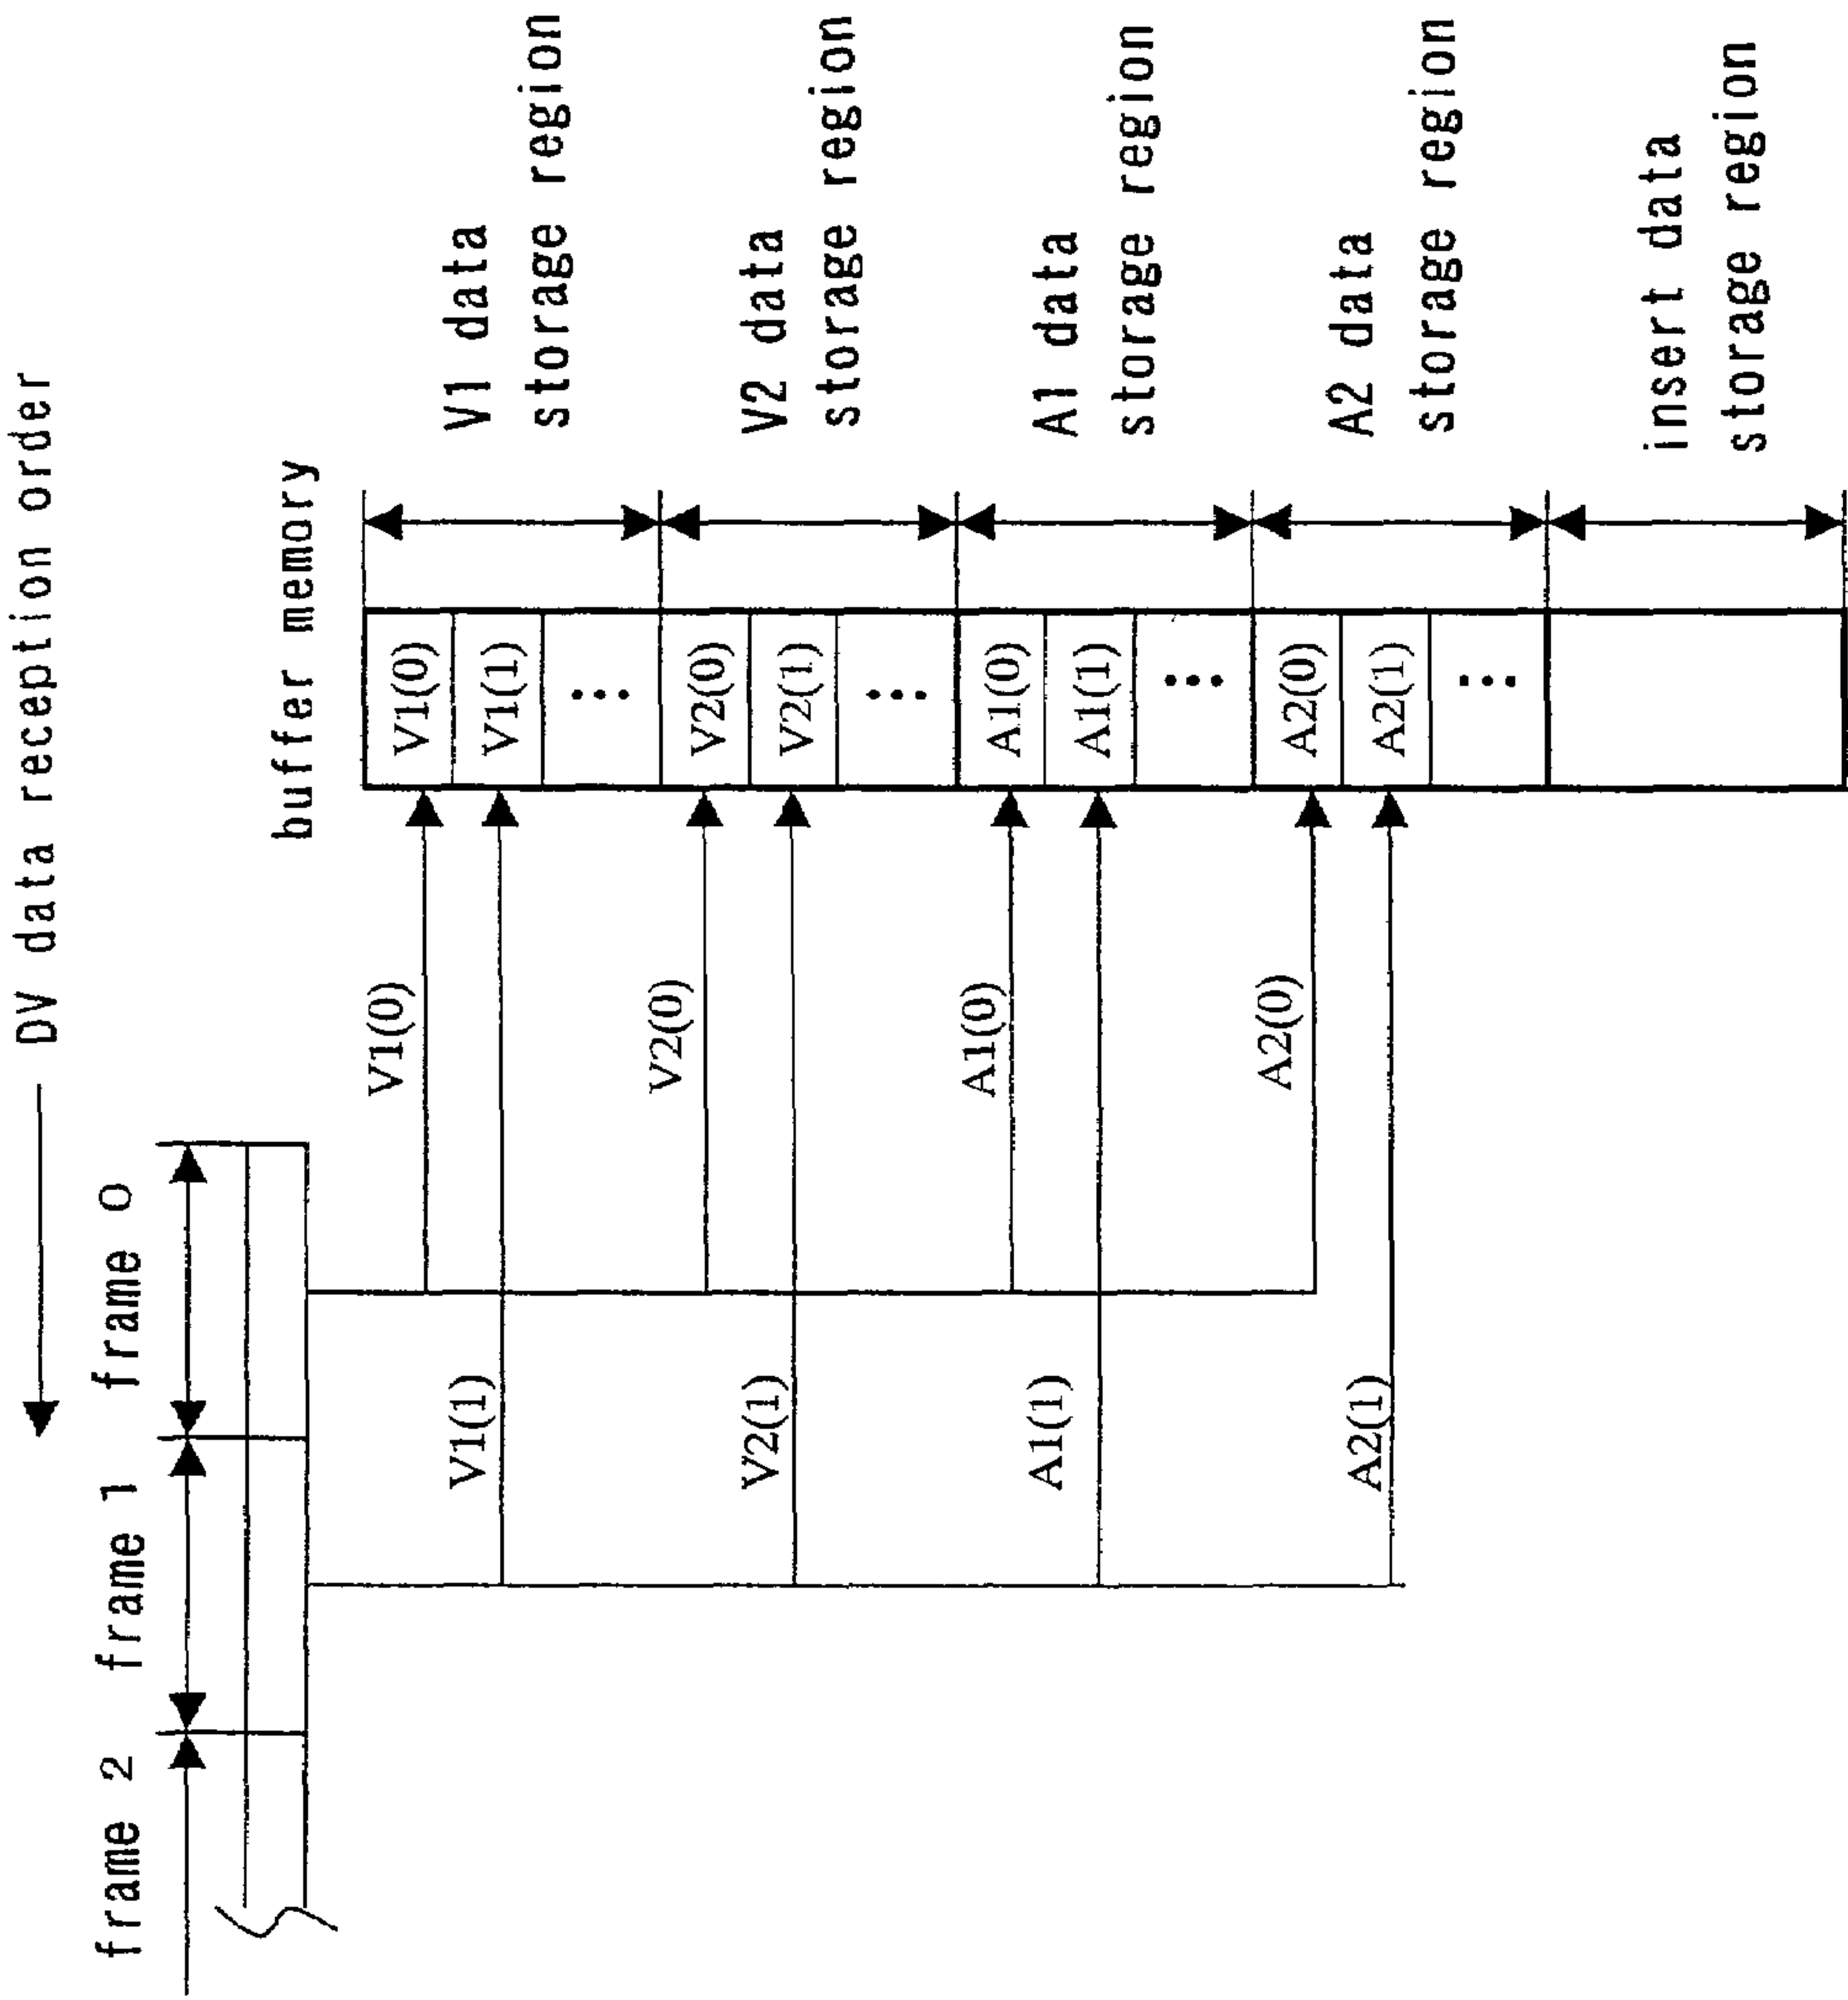 DV data reception order
frame 2
frame 1
frame 0
buffer memory
V1(1)
V1(0)
V1(0)
V1(1)
V1 data
storage region
V2(1)
V2(0)
V2(0)
V2(1)
V2 data
storage region
A1(1)
A1(0)
A1(0)
A1(1)
A1 data
storage region
A2(1)
A2(0)
A2(0)
A2(1)
A2 data
storage region
insert data
storage region